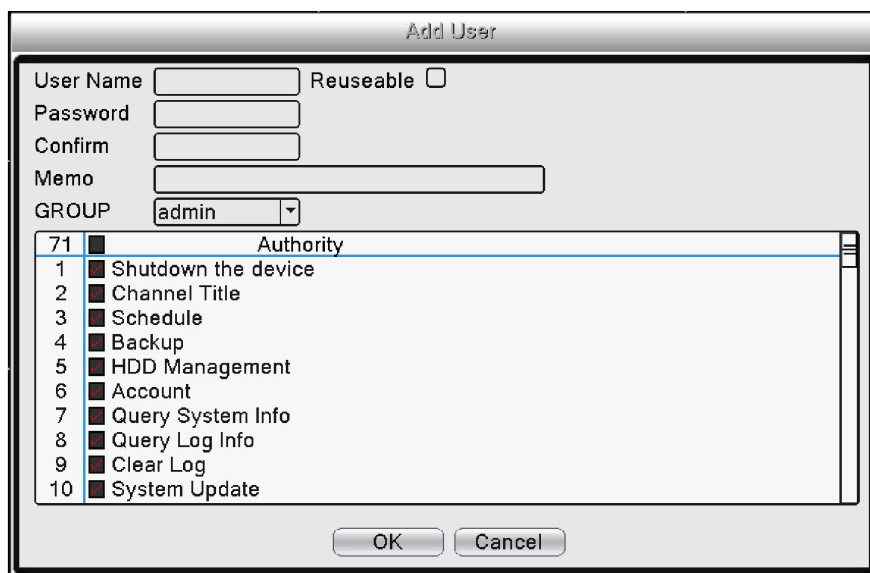 Add User
User Name Reuseable
Password
Confirm
Memo
GROUP admin
71 Authority
1 Shutdown the device
2 Channel Title
3 Schedule
4 Backup
5 HDD Management
6 Account
7 Query System Info
8 Query Log Info
9 Clear Log
10 System Update
OK Cancel